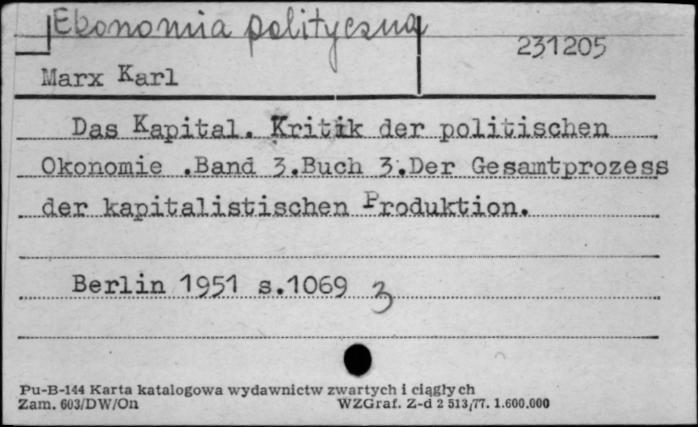 Ekonomia polityczna
231205
Marx Karl
Das Kapital. Kritik der politischen
Okonomie .Band 3.Buch 3.Der Gesamtprozess
der kapitalistischen Produktion.
Berlin 1951 s.1069 3
Pu-B-144 Karta katalogowa wydawnictw zwartych i ciągłych
Zam. 603/DW/On WZGraf. Z-d 2 513/77. 1.600.000